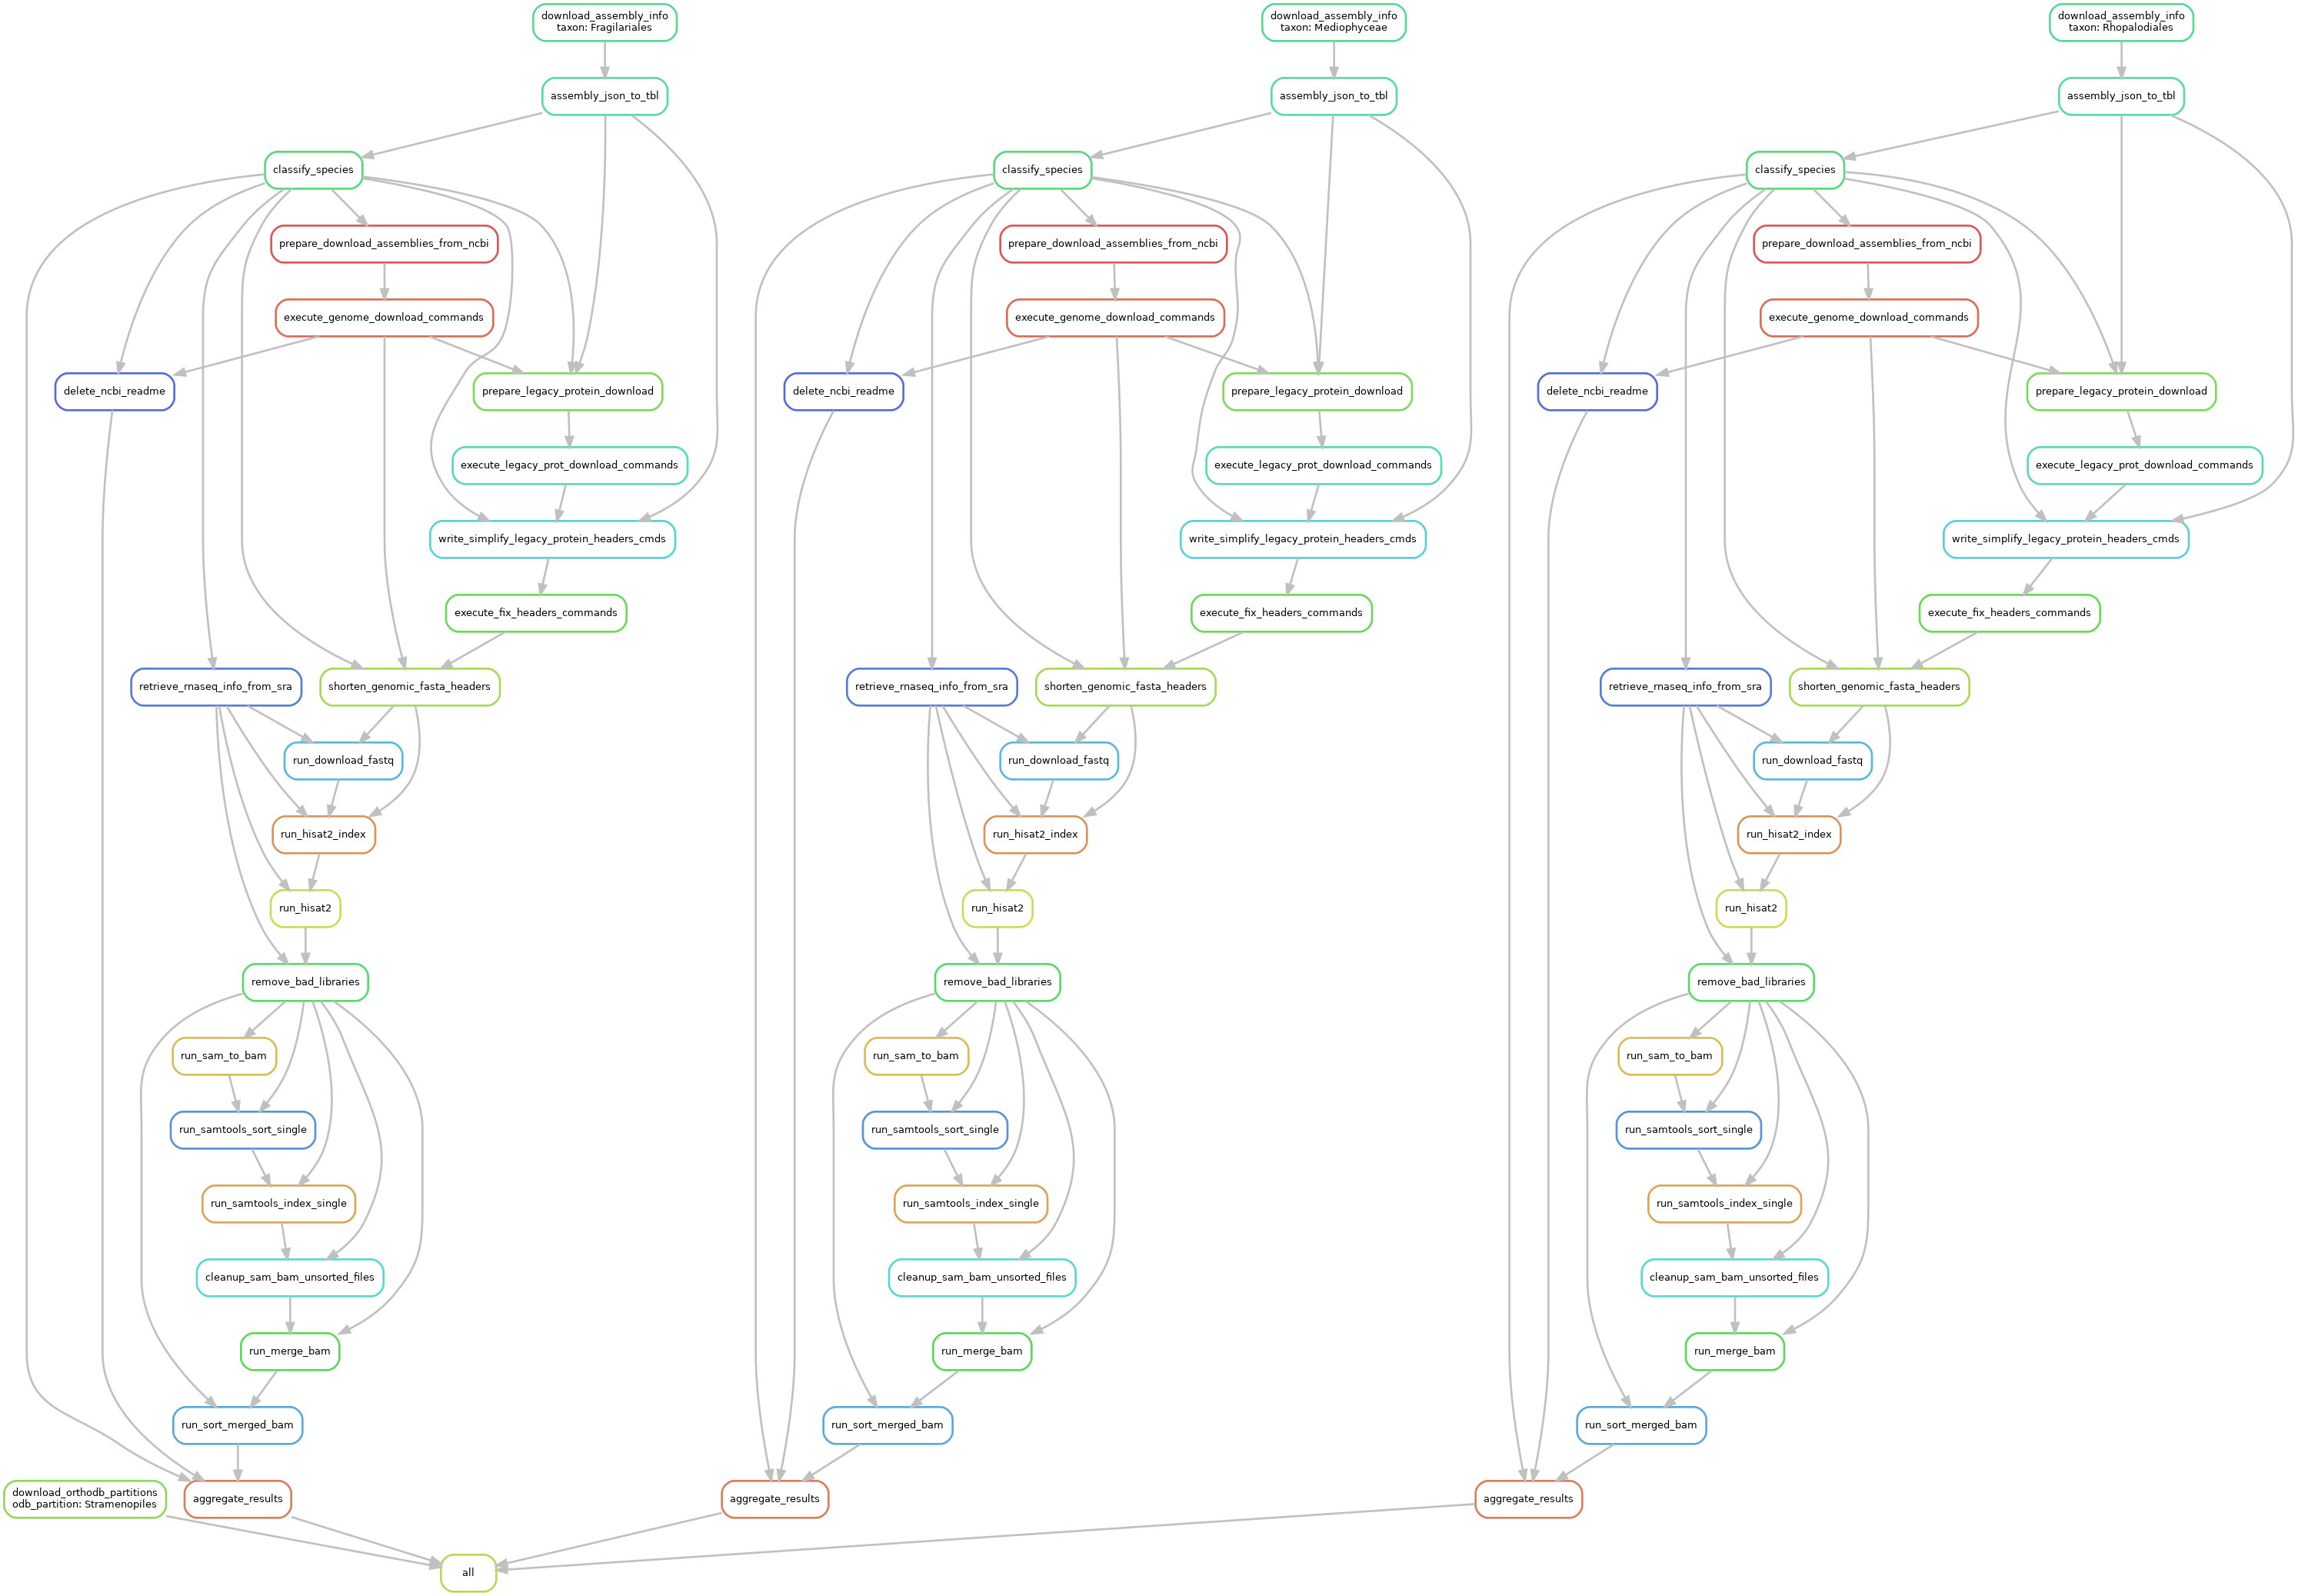 download_assembly_info
taxon: Fragilariales
download_assembly_info
taxon: Mediophyceae
download_assembly_info
taxon: Rhopalodiales
assembly_json_to_tbl
assembly_json_to_tbl
assembly_json_to_tbl
classify_species
classify_species
classify_species
prepare_download_assemblies_from_ncbi
prepare_download_assemblies_from_ncbi
prepare_download_assemblies_from_ncbi
execute_genome_download_commands
execute_genome_download_commands
execute_genome_download_commands
delete_ncbi_readme
prepare_legacy_protein_download
delete_ncbi_readme
prepare_legacy_protein_download
delete_ncbi_readme
prepare_legacy_protein_download
execute_legacy_prot_download_commands
execute_legacy_prot_download_commands
execute_legacy_prot_download_commands
write_simplify_legacy_protein_headers_cmds
write_simplify_legacy_protein_headers_cmds
write_simplify_legacy_protein_headers_cmds
execute_fix_headers_commands
execute_fix_headers_commands
execute_fix_headers_commands
retrieve_rnaseq_info_from_sra
shorten_genomic_fasta_headers
retrieve_rnaseq_info_from_sra
shorten_genomic_fasta_headers
retrieve_rnaseq_info_from_sra
shorten_genomic_fasta_headers
run_download_fastq
run_download_fastq
run_download_fastq
run_hisat2_index
run_hisat2_index
run_hisat2_index
run_hisat2
run_hisat2
run_hisat2
remove_bad_libraries
remove_bad_libraries
remove_bad_libraries
run_sam_to_bam
run_sam_to_bam
run_sam_to_bam
run_samtools_sort_single
run_samtools_sort_single
run_samtools_sort_single
run_samtools_index_single
run_samtools_index_single
run_samtools_index_single
cleanup_sam_bam_unsorted_files
cleanup_sam_bam_unsorted_files
cleanup_sam_bam_unsorted_files
run_merge_bam
run_merge_bam
run_merge_bam
run_sort_merged_bam
run_sort_merged_bam
run_sort_merged_bam
download_orthodb_partitions
odb_partition: Stramenopiles
aggregate_results
aggregate_results
aggregate_results
all